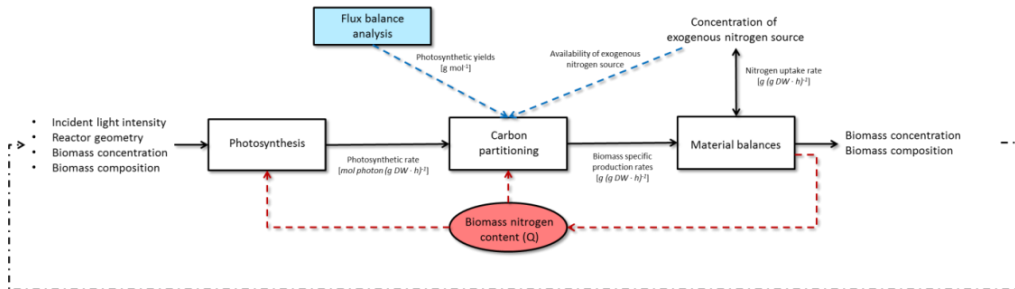 Flux balance
analysis
Concentration of
exogenous nitrogen source
Photosynthetic yields
[g mol⁻¹]
Availability of exogenous
nitrogen source
Nitrogen uptake rate
[g (g DW · h)⁻¹]
• Incident light intensity
• Reactor geometry
• Biomass concentration
• Biomass composition
Photosynthesis
Photosynthetic rate
[mol photon (g DW · h)⁻¹]
Carbon
partitioning
Biomass specific
production rates
[g (g DW · h)⁻¹]
Material balances
Biomass concentration
Biomass composition
Biomass nitrogen
content (Q)